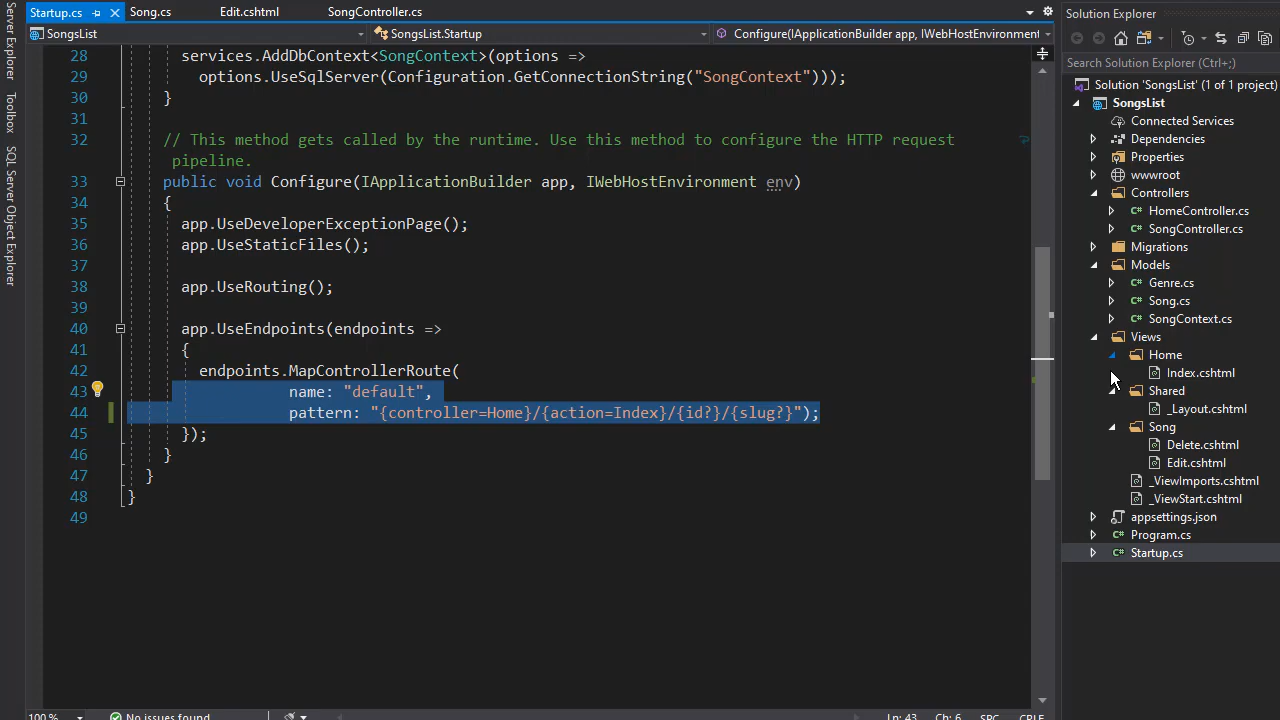 Startup.cs
Song.cs
Edit.cshtml
SongController.cs
SongsList
SongsList.Startup
Configure(IApplicationBuilder app, IWebHostEnvironment
28 services.AddDbContext<SongContext>(options =>
29 options.UseSqlServer(Configuration.GetConnectionString("SongContext")));
30 }
31
32 // This method gets called by the runtime. Use this method to configure the HTTP request
pipeline.
33 public void Configure(IApplicationBuilder app, IWebHostEnvironment env)
34 {
35 app.UseDeveloperExceptionPage();
36 app.UseStaticFiles();
37
38 app.UseRouting();
39
40 app.UseEndpoints(endpoints =>
41 {
42 endpoints.MapControllerRoute(
43 name: "default",
44 pattern: "{controller=Home}/{action=Index}/{id?}/{slug?}");
45 });
46 }
47 }
48 }
49
100 %
No issues found
Ln: 43
Ch: 6
SPC
CRLF
Server Explorer
Toolbox
SQL Server Object Explorer
Solution Explorer
Search Solution Explorer (Ctrl+;)
Solution 'SongsList' (1 of 1 project)
SongsList
Connected Services
Dependencies
Properties
wwwroot
Controllers
HomeController.cs
SongController.cs
Migrations
Models
Genre.cs
Song.cs
SongContext.cs
Views
Home
Index.cshtml
Shared
_Layout.cshtml
Song
Delete.cshtml
Edit.cshtml
_ViewImports.cshtml
_ViewStart.cshtml
appsettings.json
Program.cs
Startup.cs